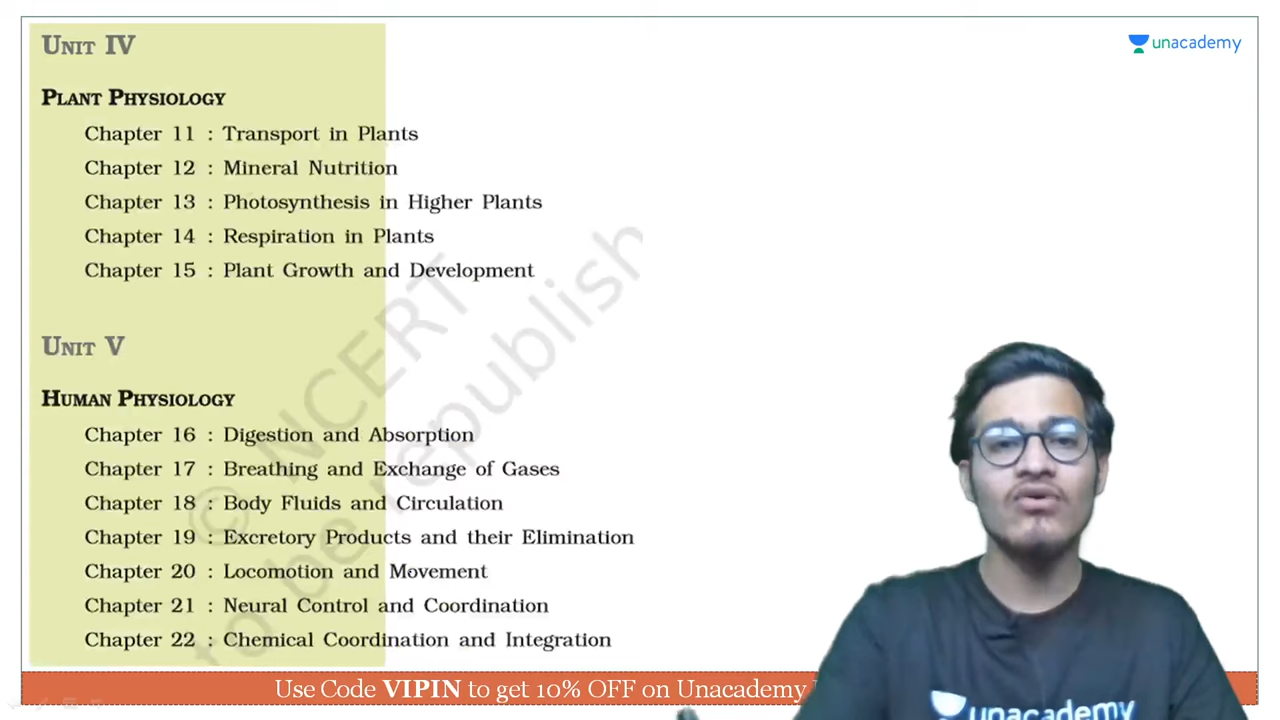 UNIT IV
unacademy
PLANT PHYSIOLOGY
Chapter 11 : Transport in Plants
Chapter 12 : Mineral Nutrition
Chapter 13 : Photosynthesis in Higher Plants
Chapter 14 : Respiration in Plants
Chapter 15 : Plant Growth and Development
UNIT V
HUMAN PHYSIOLOGY
Chapter 16 : Digestion and Absorption
Chapter 17 : Breathing and Exchange of Gases
Chapter 18 : Body Fluids and Circulation
Chapter 19 : Excretory Products and their Elimination
Chapter 20 : Locomotion and Movement
Chapter 21 : Neural Control and Coordination
Chapter 22 : Chemical Coordination and Integration
© NCERT
to be republish
Use Code VIPIN to get 10% OFF on Unacademy
unacademy